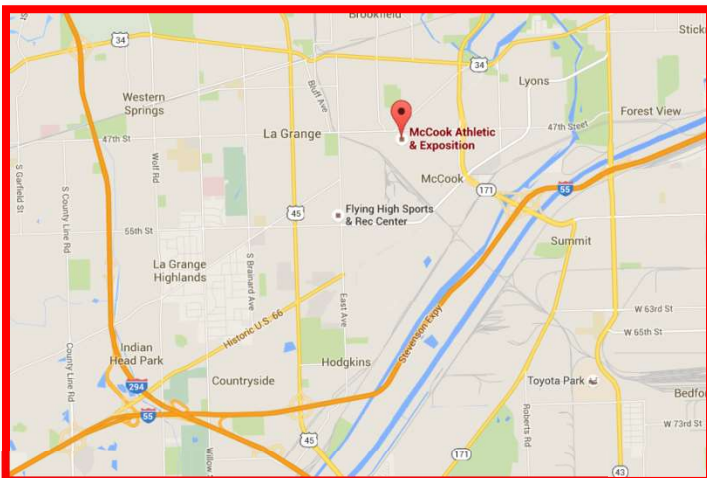 Brookfield
34
Stick
34
Lyons
Western
Springs
Bluff Ave
Forest View
47th Street
La Grange
McCook Athletic
& Exposition
47th St
Wolf Rd
S Garfield St
S County Line Rd
McCook
171
55
45
Flying High Sports
& Rec Center
55th St
Summit
La Grange
Highlands
S Brainard Ave
East Ave
Historic U.S. 66
Stevenson Expy
W 63rd St
W 65th St
County Line Rd
Indian
Head Park
Hodgkins
294
Countryside
Toyota Park
Bedfo
55
Roberts Rd
W 73rd St
45
Willow
171
43